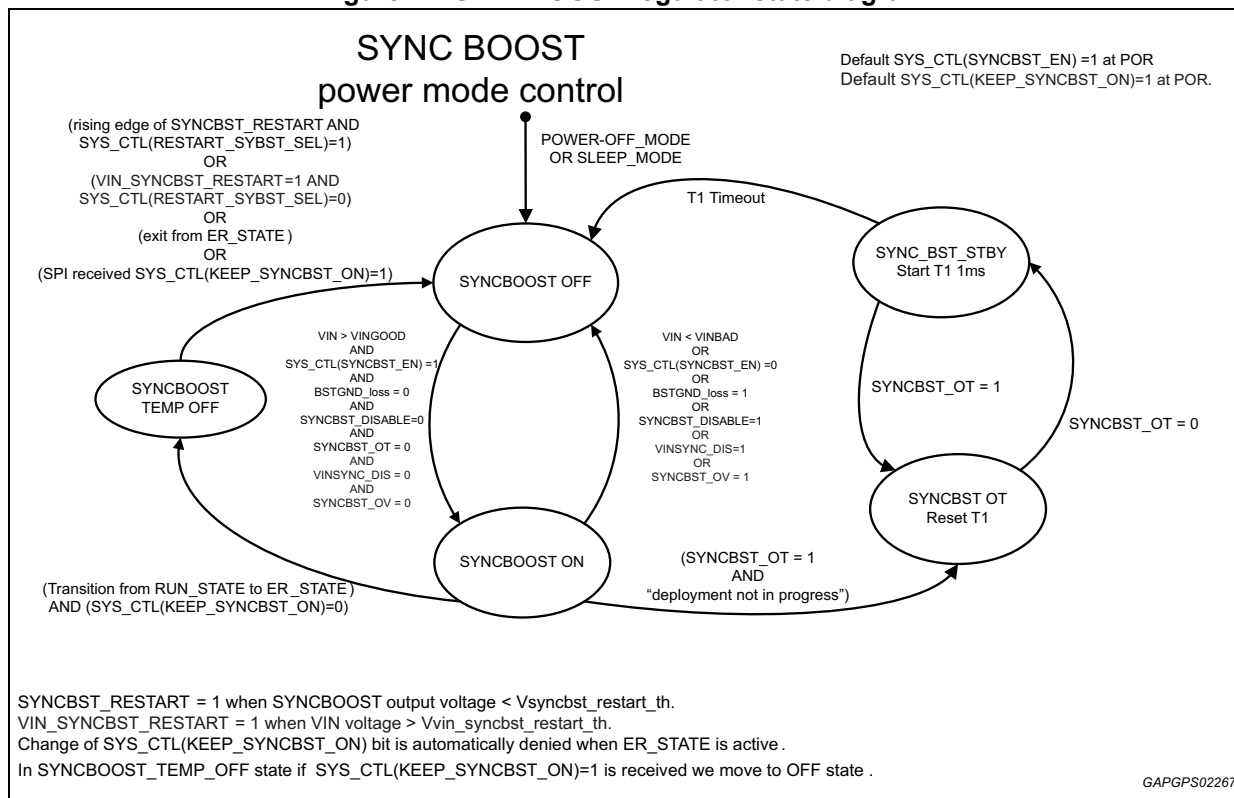 SYNC BOOST
power mode control
Default SYS_CTL(SYNCBST_EN) =1 at POR
Default SYS_CTL(KEEP_SYNCBST_ON)=1 at POR.
(rising edge of SYNCBST_RESTART AND
SYS_CTL(RESTART_SYBST_SEL)=1)
OR
(VIN_SYNCBST_RESTART=1 AND
SYS_CTL(RESTART_SYBST_SEL)=0)
OR
(exit from ER_STATE )
OR
(SPI received SYS_CTL(KEEP_SYNCBST_ON)=1)
POWER-OFF_MODE
OR SLEEP_MODE
T1 Timeout
SYNCBOOST OFF
SYNC_BST_STBY
Start T1 1ms
VIN > VINGOOD
AND
SYS_CTL(SYNCBST_EN) =1
AND
BSTGND_loss = 0
AND
SYNCBST_DISABLE=0
AND
SYNCBST_OT = 0
AND
VINSYNC_DIS = 0
AND
SYNCBST_OV = 0
VIN < VINBAD
OR
SYS_CTL(SYNCBST_EN) =0
OR
BSTGND_loss = 1
OR
SYNCBST_DISABLE=1
OR
VINSYNC_DIS=1
OR
SYNCBST_OV = 1
SYNCBOOST
TEMP OFF
SYNCBST_OT = 1
SYNCBST_OT = 0
SYNCBST OT
Reset T1
SYNCBOOST ON
(Transition from RUN_STATE to ER_STATE)
AND (SYS_CTL(KEEP_SYNCBST_ON)=0)
(SYNCBST_OT = 1
AND
“deployment not in progress”)
SYNCBST_RESTART = 1 when SYNCBOOST output voltage < Vsyncbst_restart_th.
VIN_SYNCBST_RESTART = 1 when VIN voltage > Vvin_syncbst_restart_th.
Change of SYS_CTL(KEEP_SYNCBST_ON) bit is automatically denied when ER_STATE is active .
In SYNCBOOST_TEMP_OFF state if SYS_CTL(KEEP_SYNCBST_ON)=1 is received we move to OFF state .
GAPGPS02267